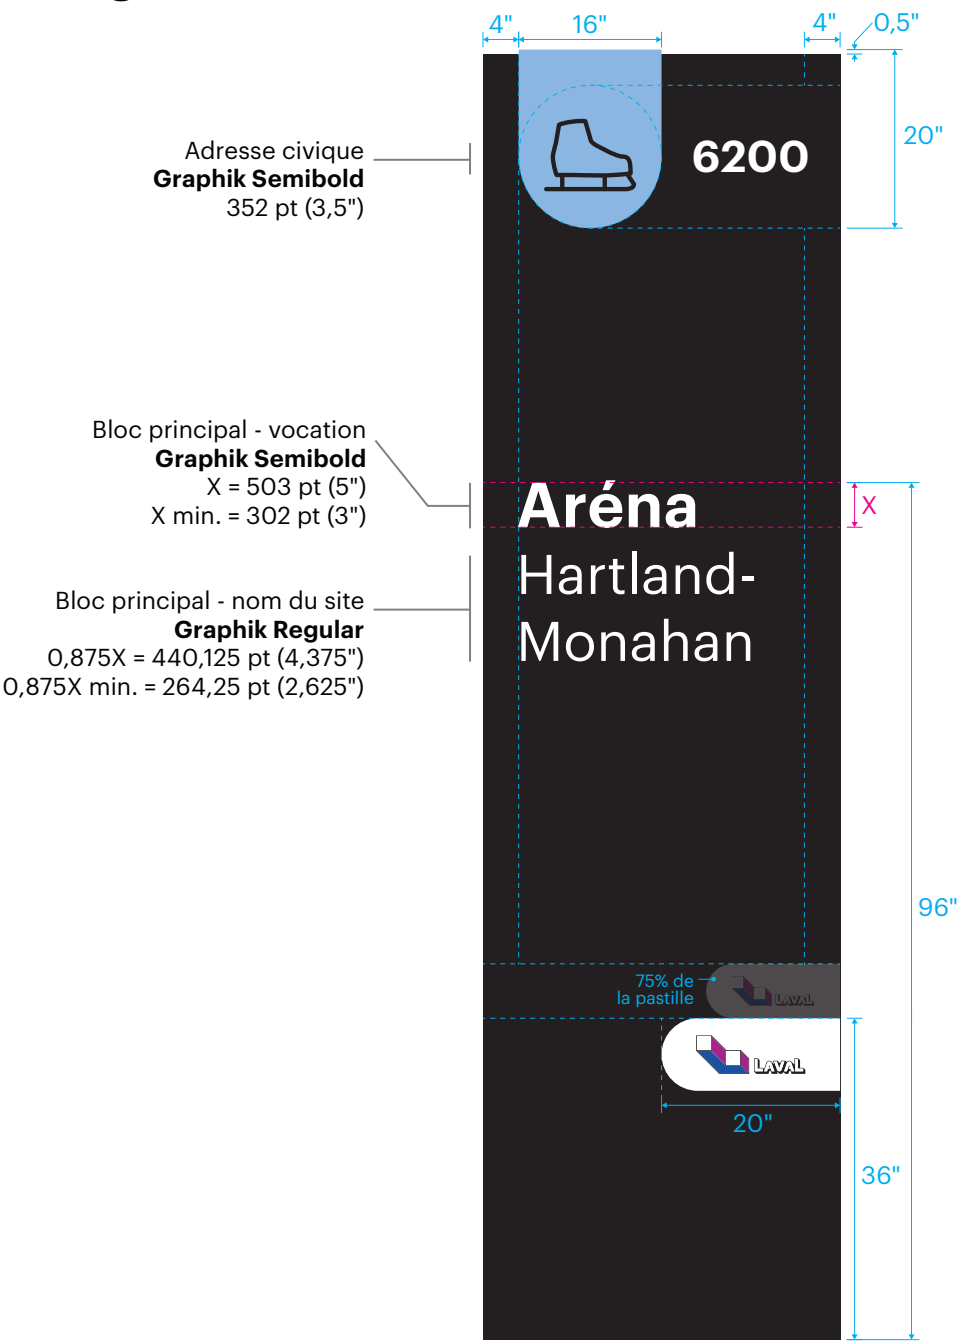 4"
16"
4"
0,5"
20"
6200
Adresse civique
Graphik Semibold
352 pt (3,5")
Bloc principal - vocation
Graphik Semibold
X = 503 pt (5")
X min. = 302 pt (3")
Aréna
X
Hartland-
Monahan
Bloc principal - nom du site
Graphik Regular
0,875X = 440,125 pt (4,375")
0,875X min. = 264,25 pt (2,625")
96"
75% de
la pastille
LAVAL
LAVAL
20"
36"